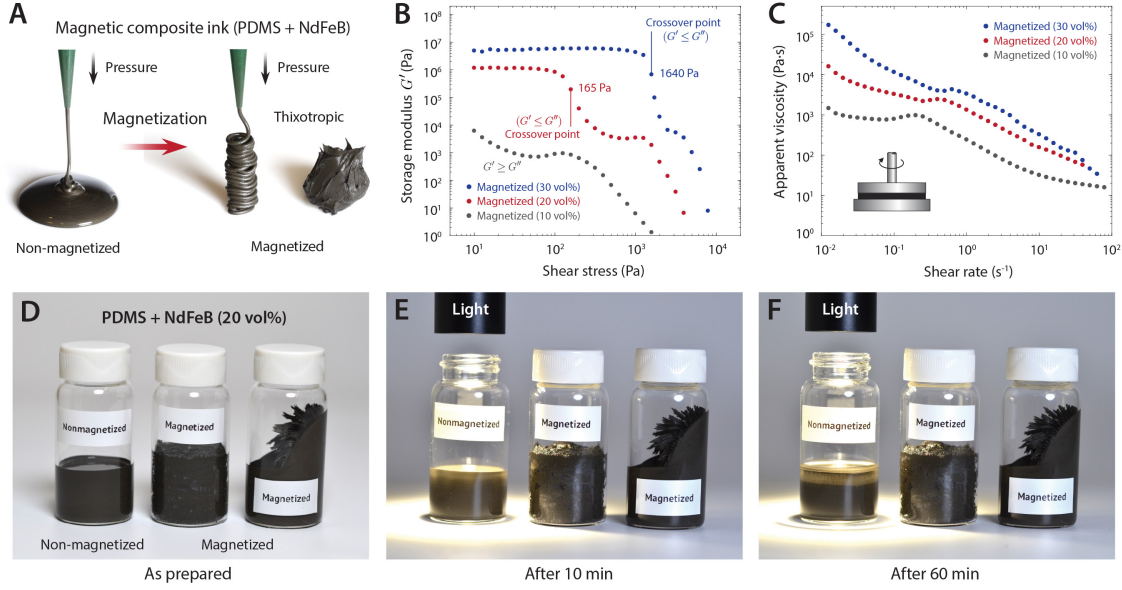 A
Magnetic composite ink (PDMS + NdFeB)
Pressure
Pressure
Magnetization
Thixotropic
Non-magnetized
Magnetized
B
Storage modulus G′ (Pa)
10⁸
10⁷
10⁶
10⁵
10⁴
10³
10²
10¹
10⁰
Crossover point
(G′ ≤ G″)
1640 Pa
165 Pa
(G′ ≤ G″)
Crossover point
G′ ≥ G″
Magnetized (30 vol%)
Magnetized (20 vol%)
Magnetized (10 vol%)
10¹
10²
10³
10⁴
Shear stress (Pa)
C
Apparent viscosity (Pa·s)
10⁵
10⁴
10³
10²
10¹
10⁰
Magnetized (30 vol%)
Magnetized (20 vol%)
Magnetized (10 vol%)
10⁻²
10⁻¹
10⁰
10¹
10²
Shear rate (s⁻¹)
D
PDMS + NdFeB (20 vol%)
Nonmagnetized
Magnetized
Magnetized
Non-magnetized
Magnetized
As prepared
E
Light
Nonmagnetized
Magnetized
Magnetized
After 10 min
F
Light
Nonmagnetized
Magnetized
Magnetized
After 60 min